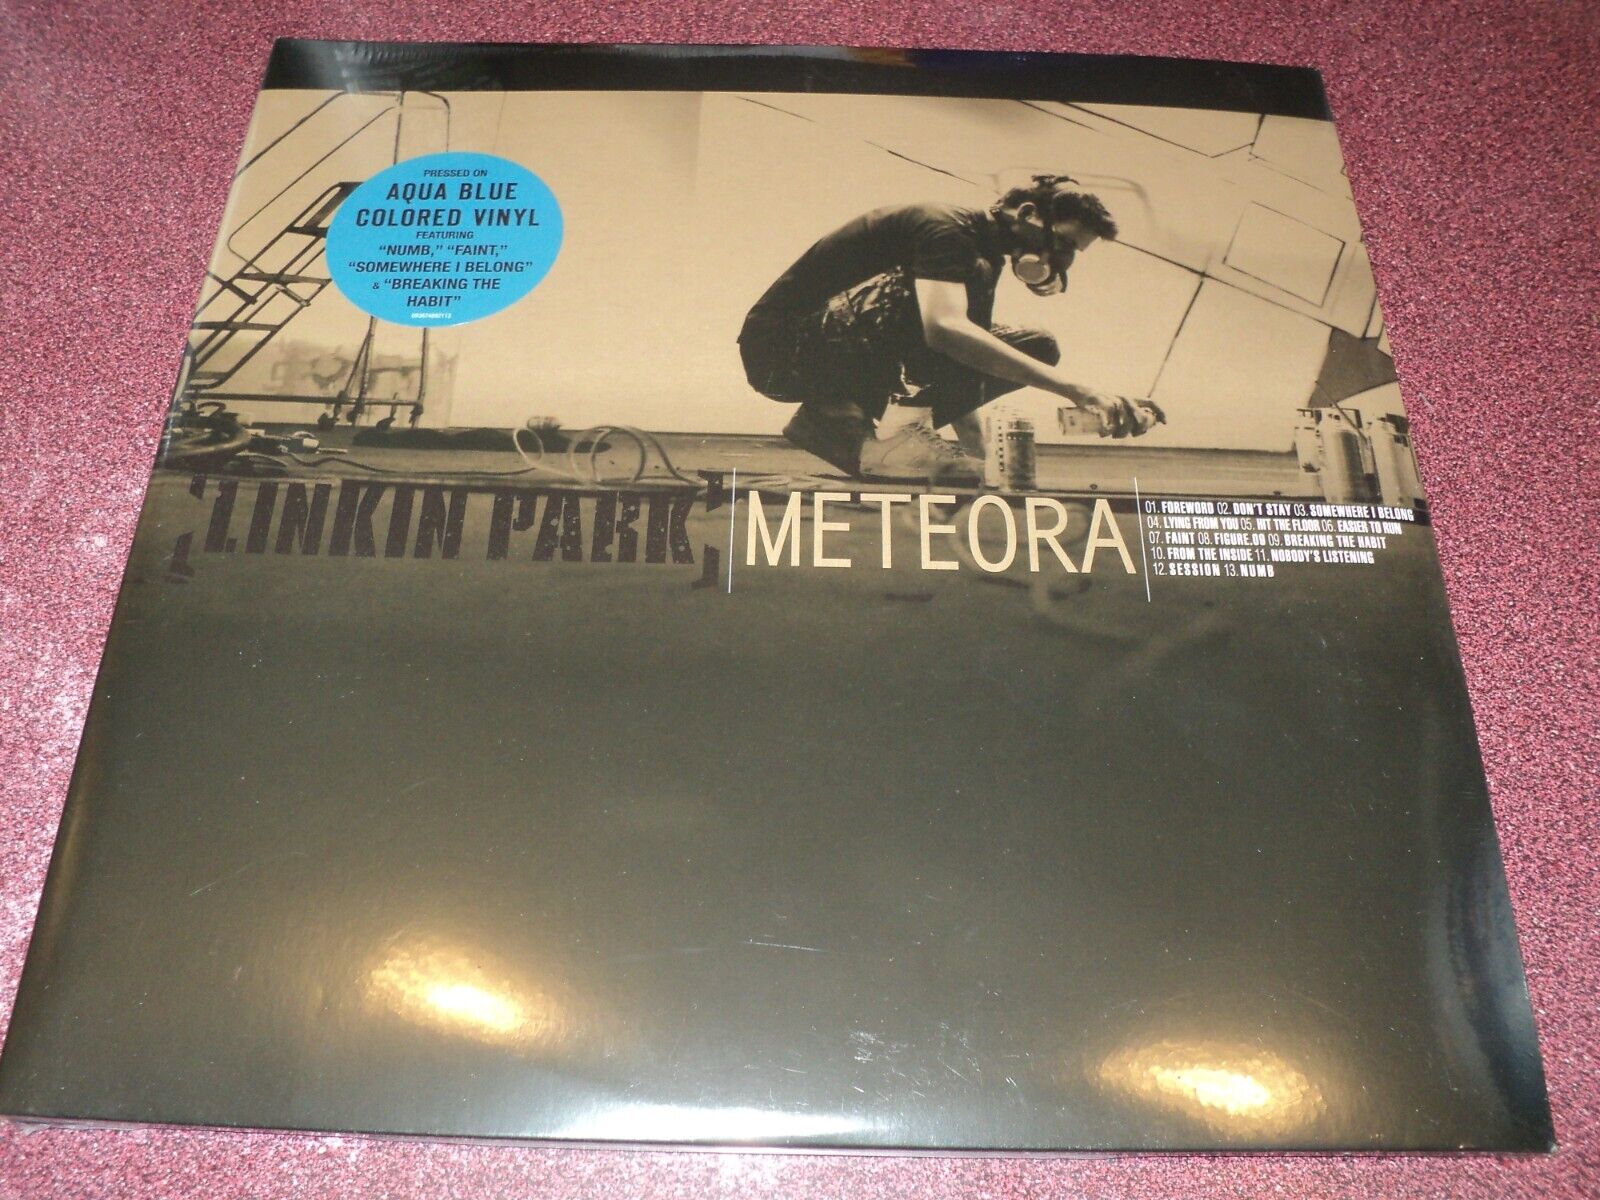 PRESSED ON
AQUA BLUE
COLORED VINYL
FEATURING
"NUMB," "FAINT,"
"SOMEWHERE I BELONG"
& "BREAKING THE
HABIT"
[LINKIN PARK]
METEORA
01. FOREWORD 02. DON'T STAY 03. SOMEWHERE I BELONG
04. LYING FROM YOU 05. HIT THE FLOOR 06. EASIER TO RUN
07. FAINT 08. FIGURE.09 09. BREAKING THE HABIT
10. FROM THE INSIDE 11. NOBODY'S LISTENING
12. SESSION 13. NUMB